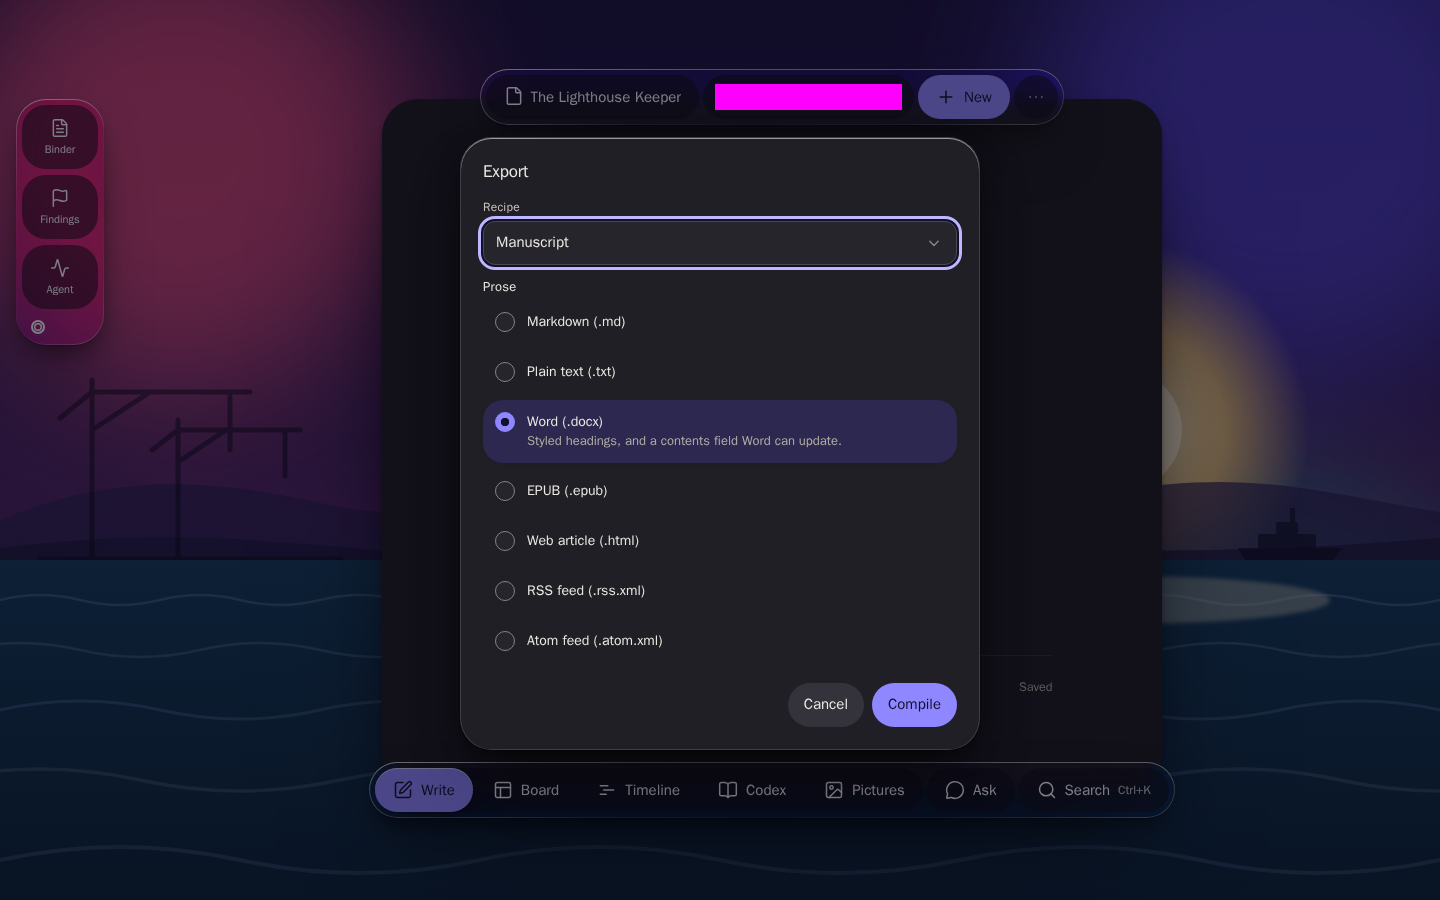 The Lighthouse Keeper
New
Binder
Findings
Agent
Export
Recipe
Manuscript
Prose
Markdown (.md)
Plain text (.txt)
Word (.docx)
Styled headings, and a contents field Word can update.
EPUB (.epub)
Web article (.html)
RSS feed (.rss.xml)
Atom feed (.atom.xml)
Cancel
Compile
Saved
Write
Board
Timeline
Codex
Pictures
Ask
Search Ctrl+K